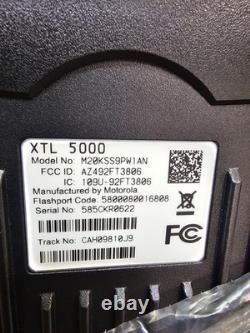 XTL 5000
Model No: M20KSS9PW1AN
FCC ID: AZ492FT3806
IC: 109U-92FT3806
Manufactured by Motorola
Flashport Code: 5800080016808
Serial No: 585CKR0622
Track No: CAH09810J9
FC